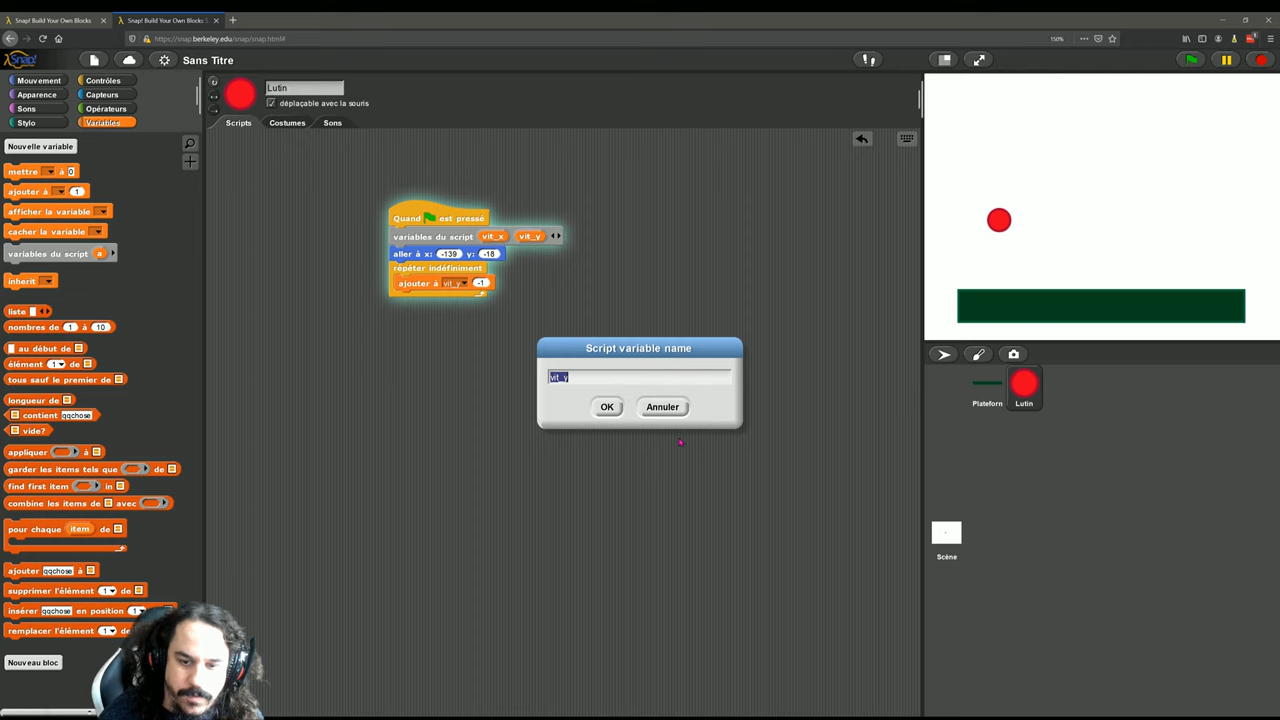 Snap! Build Your Own Blocks
Snap! Build Your Own Blocks
https://snap.berkeley.edu/snap/snap.html#
150%
Snap!
Sans Titre
Mouvement
Contrôles
Apparence
Capteurs
Sons
Opérateurs
Stylo
Variables
Lutin
déplaçable avec la souris
Scripts
Costumes
Sons
Nouvelle variable
mettre à 0
ajouter à 1
afficher la variable
cacher la variable
variables du script a
inherit
liste
nombres de 1 à 10
au début de
élément 1 de
tous sauf le premier de
longueur de
contient qqchose
vide?
appliquer à
garder les items tels que de
find first item in
combine les items de avec
pour chaque item de
ajouter qqchose à
supprimer l'élément 1 de
insérer qqchose en position 1
remplacer l'élément 1 de
Nouveau bloc
Quand est pressé
variables du script vit_x vit_y
aller à x: -139 y: -18
répéter indéfiniment
ajouter à vit_y -1
Script variable name
vit_y
OK
Annuler
Plateforn
Lutin
Scène